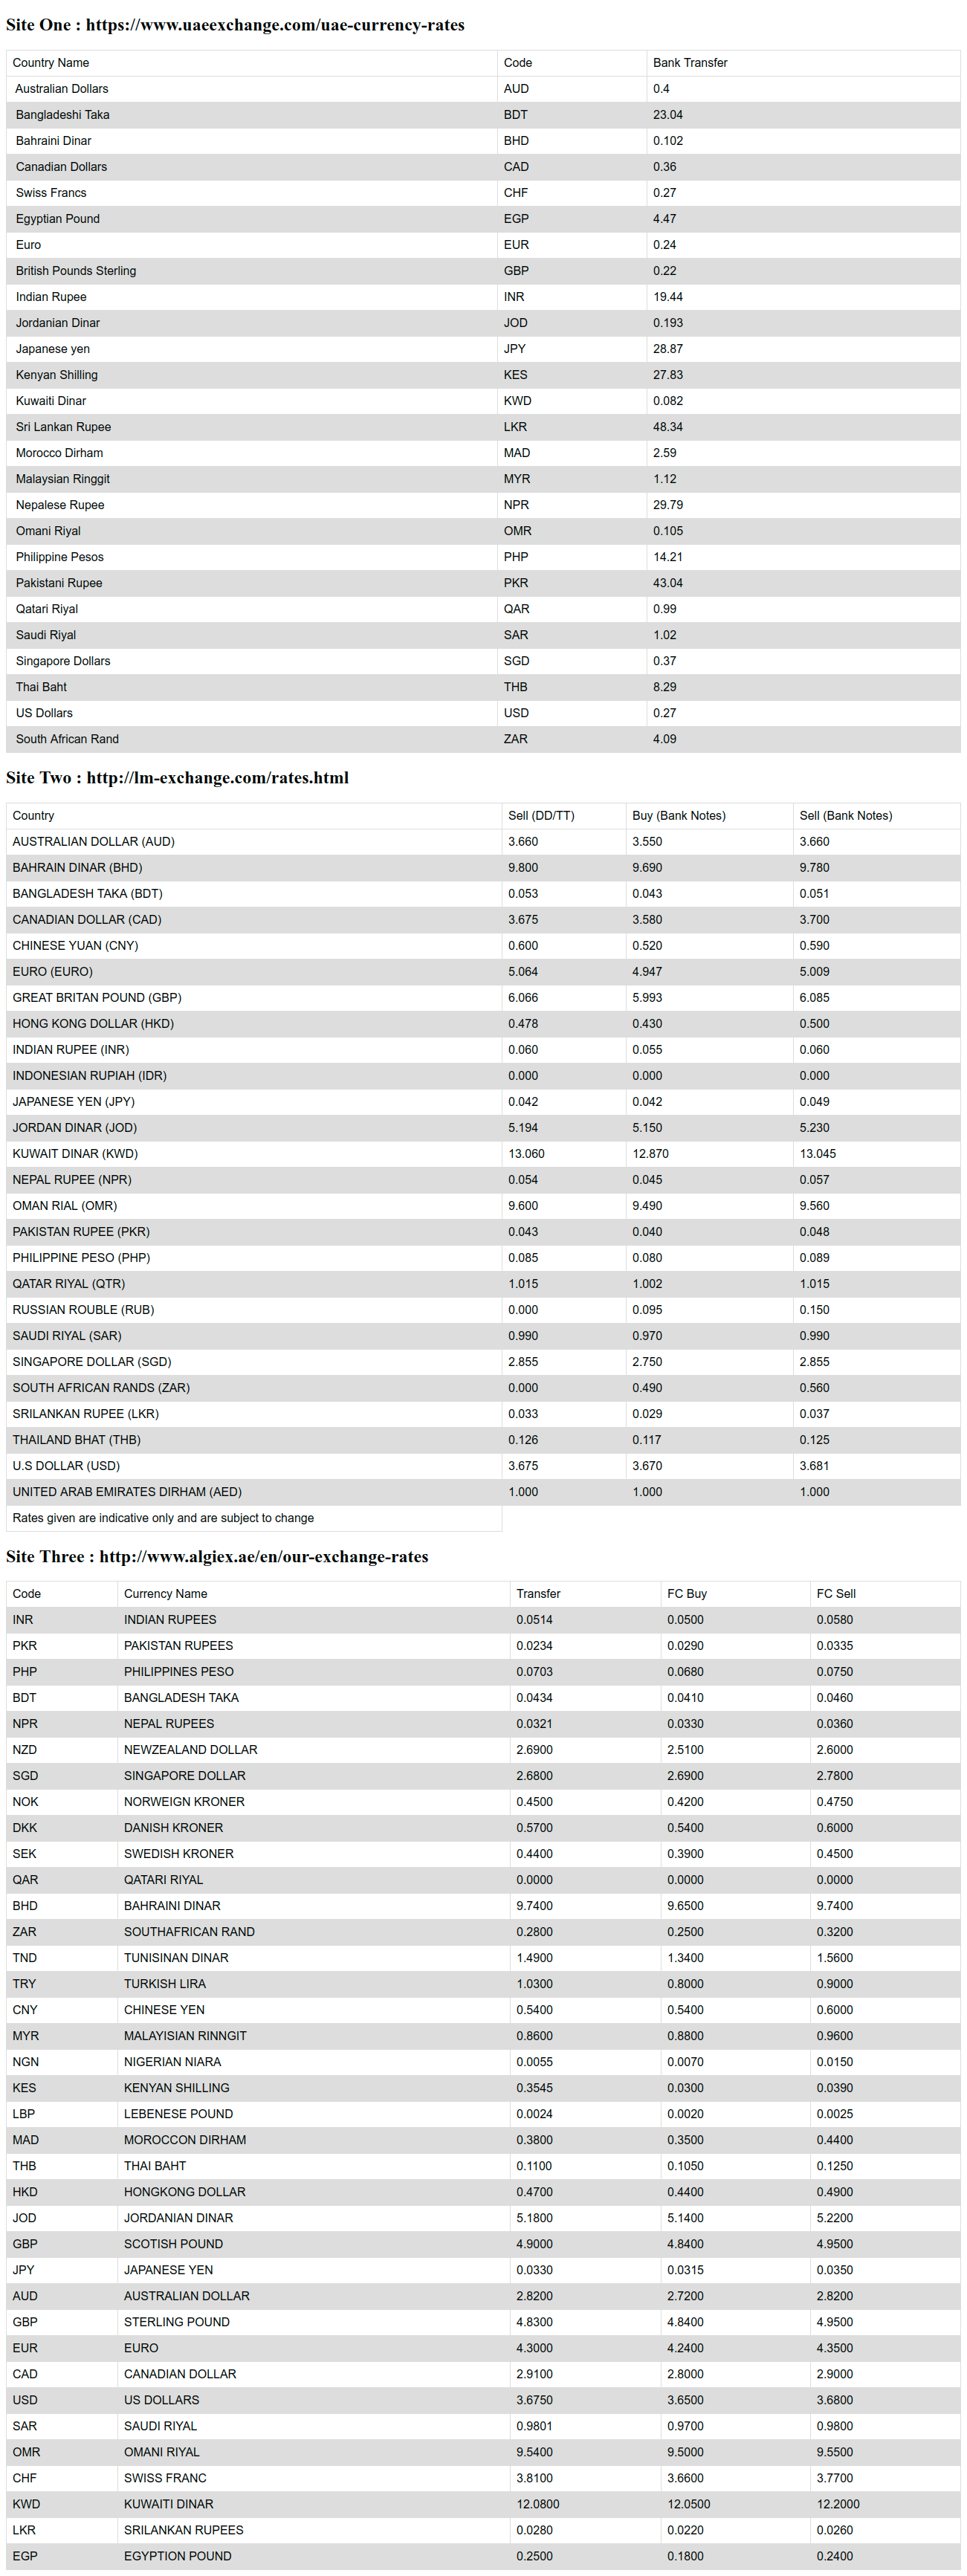 Site One : https://www.uaeexchange.com/uae-currency-rates
Country Name Code Bank Transfer
Australian Dollars AUD 0.4
Bangladeshi Taka BDT 23.04
Bahraini Dinar BHD 0.102
Canadian Dollars CAD 0.36
Swiss Francs CHF 0.27
Egyptian Pound EGP 4.47
Euro EUR 0.24
British Pounds Sterling GBP 0.22
Indian Rupee INR 19.44
Jordanian Dinar JOD 0.193
Japanese yen JPY 28.87
Kenyan Shilling KES 27.83
Kuwaiti Dinar KWD 0.082
Sri Lankan Rupee LKR 48.34
Morocco Dirham MAD 2.59
Malaysian Ringgit MYR 1.12
Nepalese Rupee NPR 29.79
Omani Riyal OMR 0.105
Philippine Pesos PHP 14.21
Pakistani Rupee PKR 43.04
Qatari Riyal QAR 0.99
Saudi Riyal SAR 1.02
Singapore Dollars SGD 0.37
Thai Baht THB 8.29
US Dollars USD 0.27
South African Rand ZAR 4.09
Site Two : http://lm-exchange.com/rates.html
Country Sell (DD/TT) Buy (Bank Notes) Sell (Bank Notes)
AUSTRALIAN DOLLAR (AUD) 3.660 3.550 3.660
BAHRAIN DINAR (BHD) 9.800 9.690 9.780
BANGLADESH TAKA (BDT) 0.053 0.043 0.051
CANADIAN DOLLAR (CAD) 3.675 3.580 3.700
CHINESE YUAN (CNY) 0.600 0.520 0.590
EURO (EURO) 5.064 4.947 5.009
GREAT BRITAN POUND (GBP) 6.066 5.993 6.085
HONG KONG DOLLAR (HKD) 0.478 0.430 0.500
INDIAN RUPEE (INR) 0.060 0.055 0.060
INDONESIAN RUPIAH (IDR) 0.000 0.000 0.000
JAPANESE YEN (JPY) 0.042 0.042 0.049
JORDAN DINAR (JOD) 5.194 5.150 5.230
KUWAIT DINAR (KWD) 13.060 12.870 13.045
NEPAL RUPEE (NPR) 0.054 0.045 0.057
OMAN RIAL (OMR) 9.600 9.490 9.560
PAKISTAN RUPEE (PKR) 0.043 0.040 0.048
PHILIPPINE PESO (PHP) 0.085 0.080 0.089
QATAR RIYAL (QTR) 1.015 1.002 1.015
RUSSIAN ROUBLE (RUB) 0.000 0.095 0.150
SAUDI RIYAL (SAR) 0.990 0.970 0.990
SINGAPORE DOLLAR (SGD) 2.855 2.750 2.855
SOUTH AFRICAN RANDS (ZAR) 0.000 0.490 0.560
SRILANKAN RUPEE (LKR) 0.033 0.029 0.037
THAILAND BHAT (THB) 0.126 0.117 0.125
U.S DOLLAR (USD) 3.675 3.670 3.681
UNITED ARAB EMIRATES DIRHAM (AED) 1.000 1.000 1.000
Rates given are indicative only and are subject to change
Site Three : http://www.algiex.ae/en/our-exchange-rates
Code Currency Name Transfer FC Buy FC Sell
INR INDIAN RUPEES 0.0514 0.0500 0.0580
PKR PAKISTAN RUPEES 0.0234 0.0290 0.0335
PHP PHILIPPINES PESO 0.0703 0.0680 0.0750
BDT BANGLADESH TAKA 0.0434 0.0410 0.0460
NPR NEPAL RUPEES 0.0321 0.0330 0.0360
NZD NEWZEALAND DOLLAR 2.6900 2.5100 2.6000
SGD SINGAPORE DOLLAR 2.6800 2.6900 2.7800
NOK NORWEIGN KRONER 0.4500 0.4200 0.4750
DKK DANISH KRONER 0.5700 0.5400 0.6000
SEK SWEDISH KRONER 0.4400 0.3900 0.4500
QAR QATARI RIYAL 0.0000 0.0000 0.0000
BHD BAHRAINI DINAR 9.7400 9.6500 9.7400
ZAR SOUTHAFRICAN RAND 0.2800 0.2500 0.3200
TND TUNISINAN DINAR 1.4900 1.3400 1.5600
TRY TURKISH LIRA 1.0300 0.8000 0.9000
CNY CHINESE YEN 0.5400 0.5400 0.6000
MYR MALAYISIAN RINNGIT 0.8600 0.8800 0.9600
NGN NIGERIAN NIARA 0.0055 0.0070 0.0150
KES KENYAN SHILLING 0.3545 0.0300 0.0390
LBP LEBENESE POUND 0.0024 0.0020 0.0025
MAD MOROCCON DIRHAM 0.3800 0.3500 0.4400
THB THAI BAHT 0.1100 0.1050 0.1250
HKD HONGKONG DOLLAR 0.4700 0.4400 0.4900
JOD JORDANIAN DINAR 5.1800 5.1400 5.2200
GBP SCOTISH POUND 4.9000 4.8400 4.9500
JPY JAPANESE YEN 0.0330 0.0315 0.0350
AUD AUSTRALIAN DOLLAR 2.8200 2.7200 2.8200
GBP STERLING POUND 4.8300 4.8400 4.9500
EUR EURO 4.3000 4.2400 4.3500
CAD CANADIAN DOLLAR 2.9100 2.8000 2.9000
USD US DOLLARS 3.6750 3.6500 3.6800
SAR SAUDI RIYAL 0.9801 0.9700 0.9800
OMR OMANI RIYAL 9.5400 9.5000 9.5500
CHF SWISS FRANC 3.8100 3.6600 3.7700
KWD KUWAITI DINAR 12.0800 12.0500 12.2000
LKR SRILANKAN RUPEES 0.0280 0.0220 0.0260
EGP EGYPTION POUND 0.2500 0.1800 0.2400